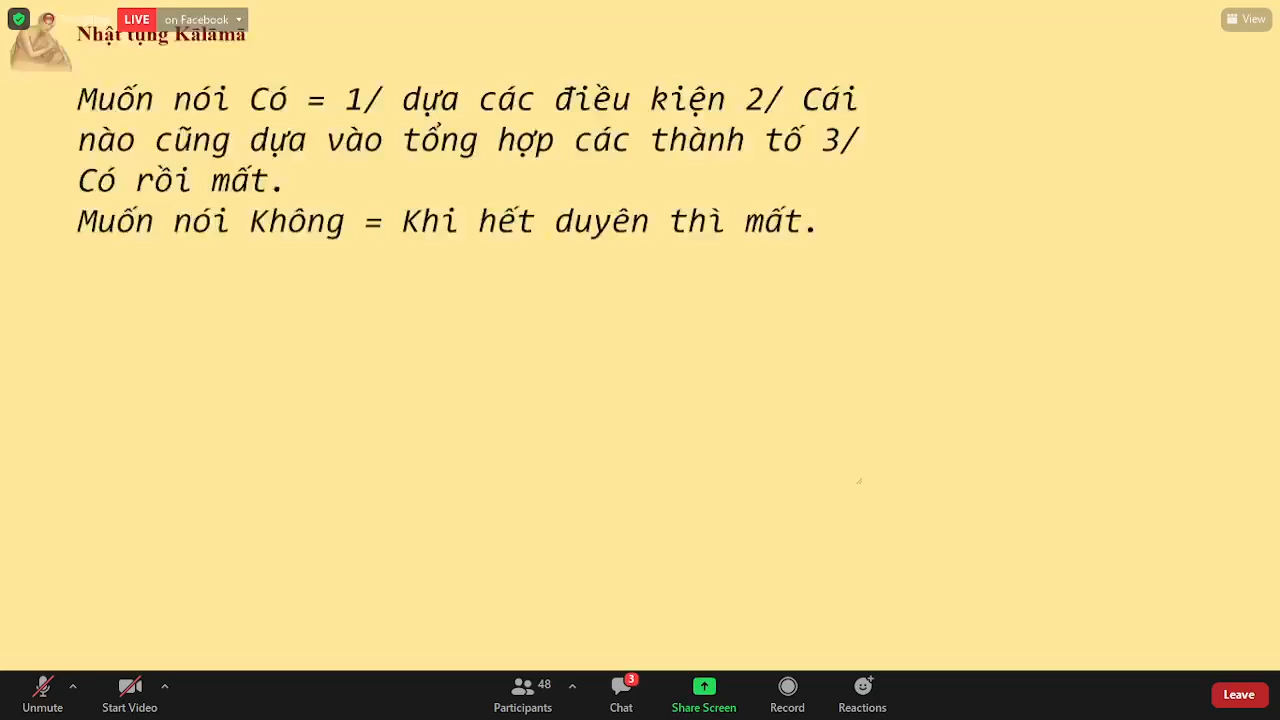 LIVE on Facebook
View
Nhật tụng Kālāmā
Muốn nói Có = 1/ dựa các điều kiện 2/ Cái
nào cũng dựa vào tổng hợp các thành tố 3/
Có rồi mất.
Muốn nói Không = Khi hết duyên thì mất.
48
3
Unmute
Start Video
Participants
Chat
Share Screen
Record
Reactions
Leave